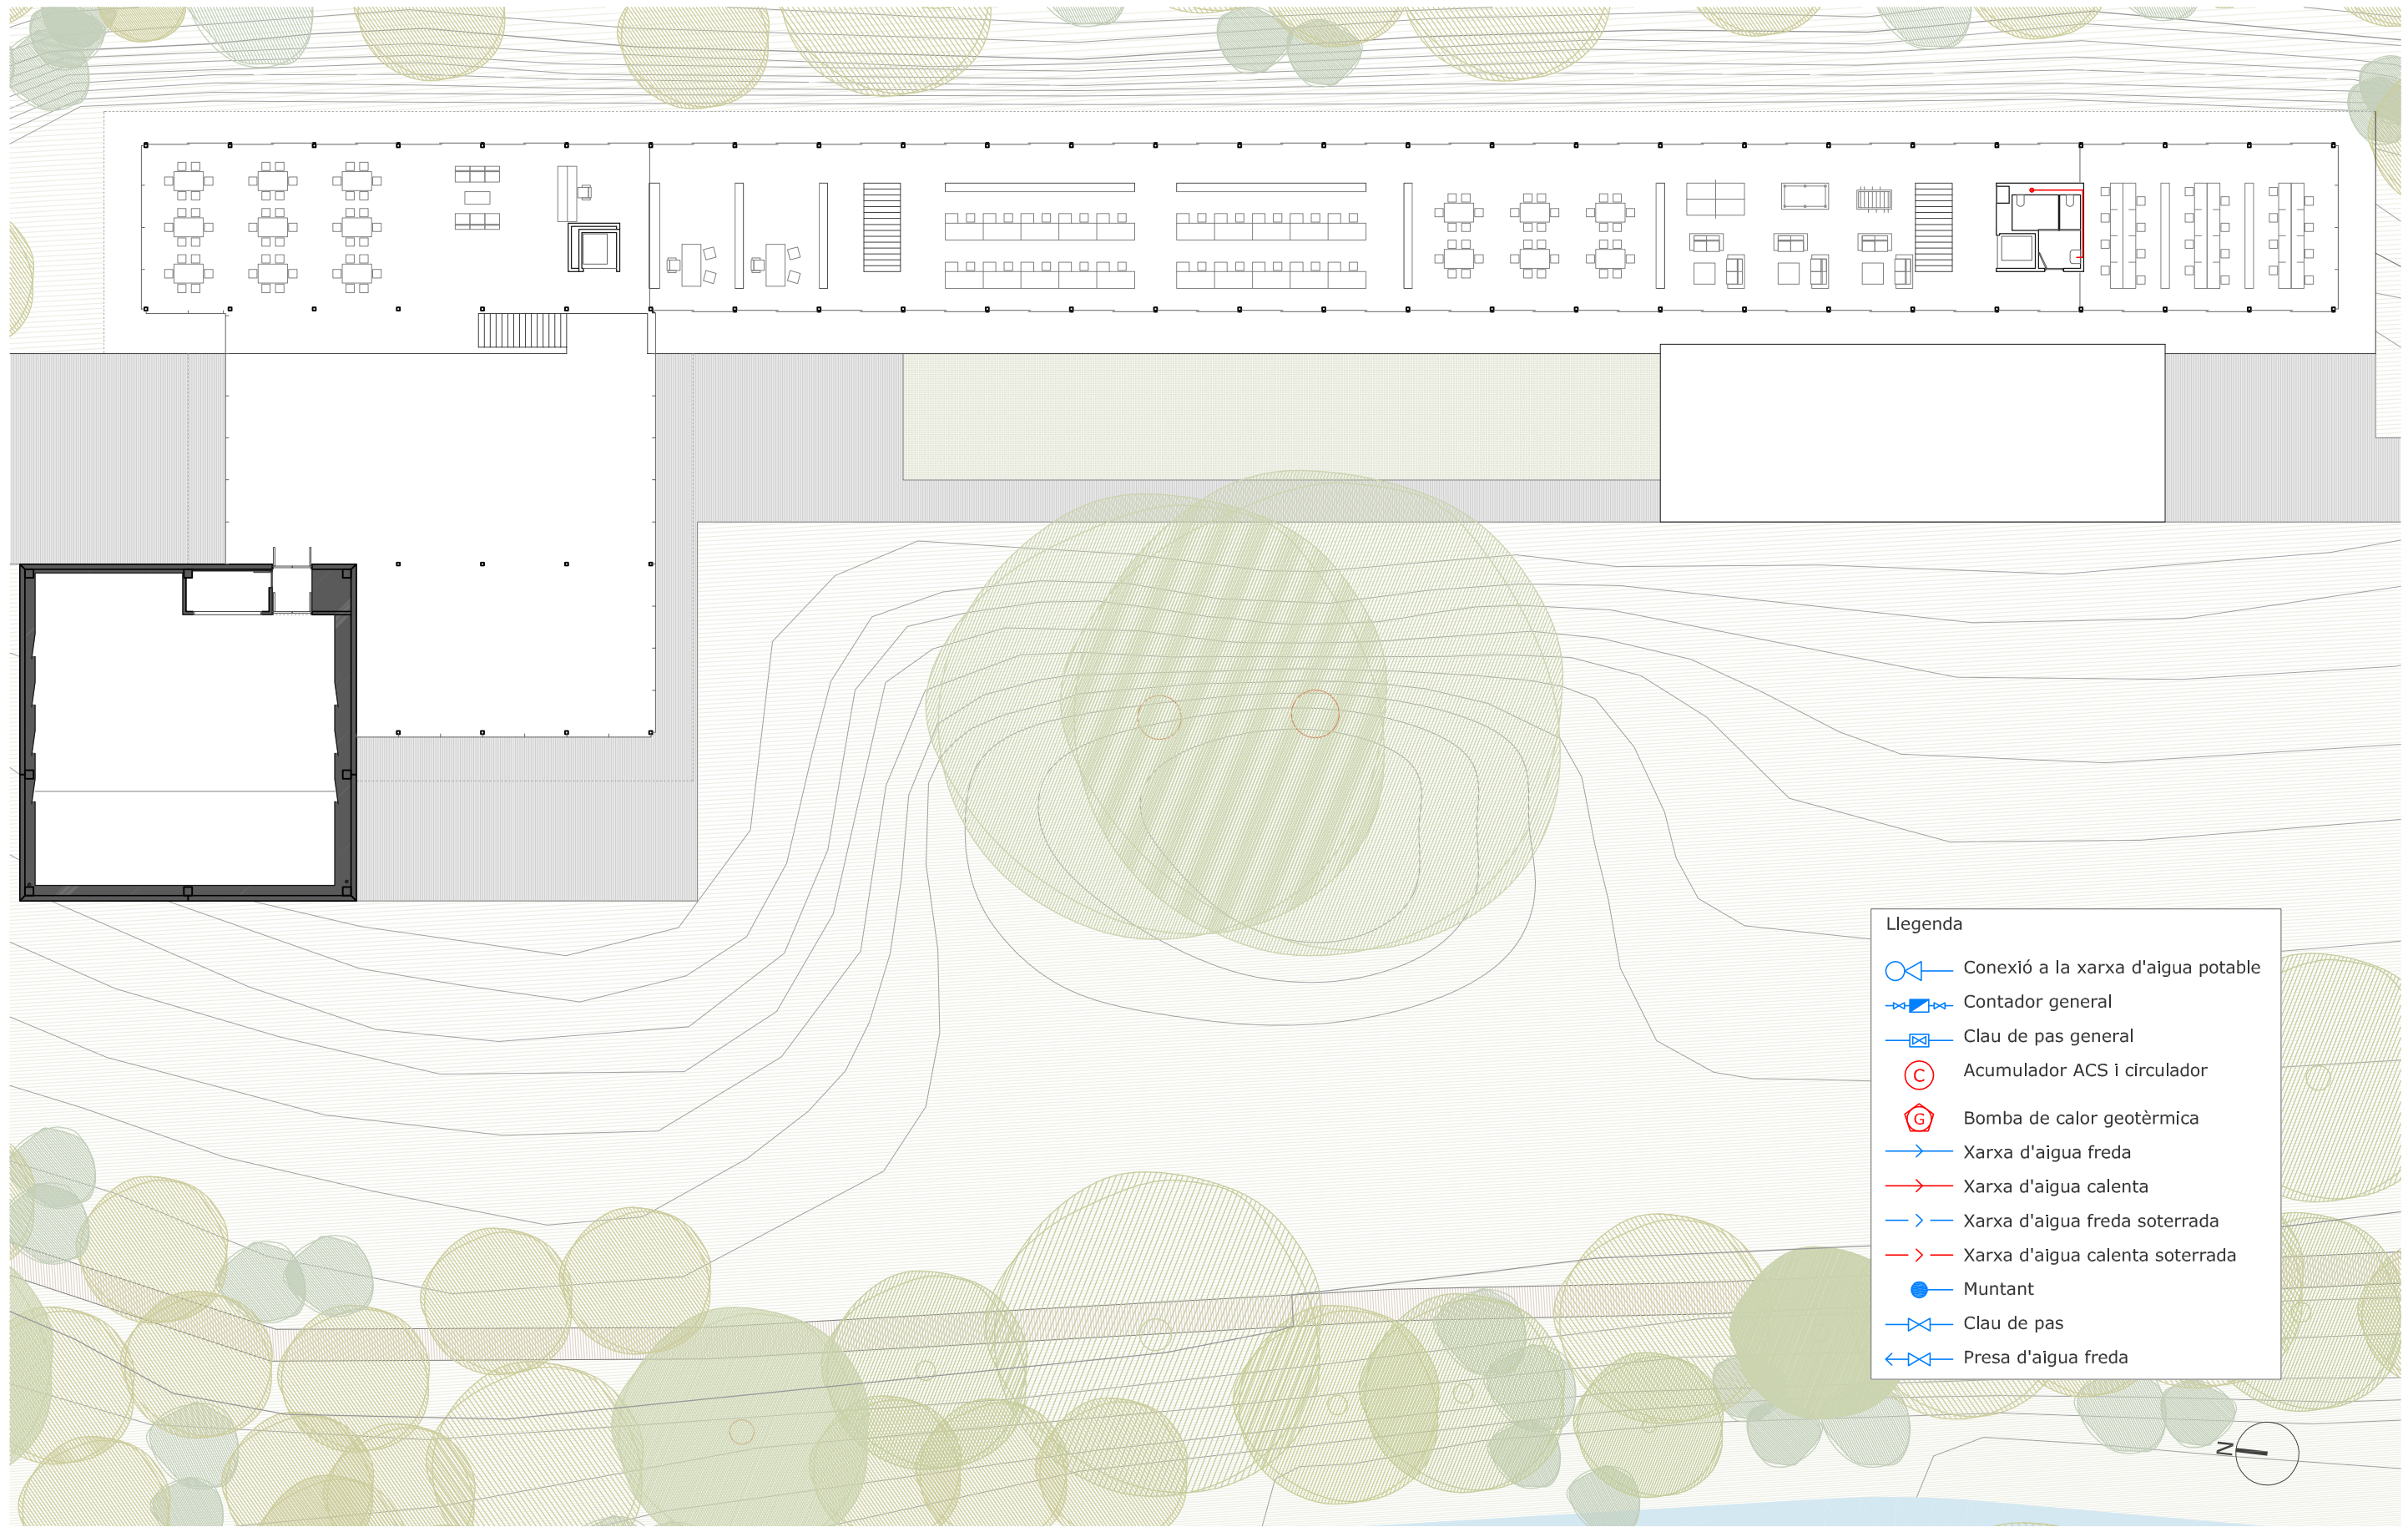 Llegenda
Conexió a la xarxa d'aigua potable
Contador general
Clau de pas general
C Acumulador ACS i circulador
G Bomba de calor geotèrmica
Xarxa d'aigua freda
Xarxa d'aigua calenta
Xarxa d'aigua freda soterrada
Xarxa d'aigua calenta soterrada
Muntant
Clau de pas
Presa d'aigua freda
N